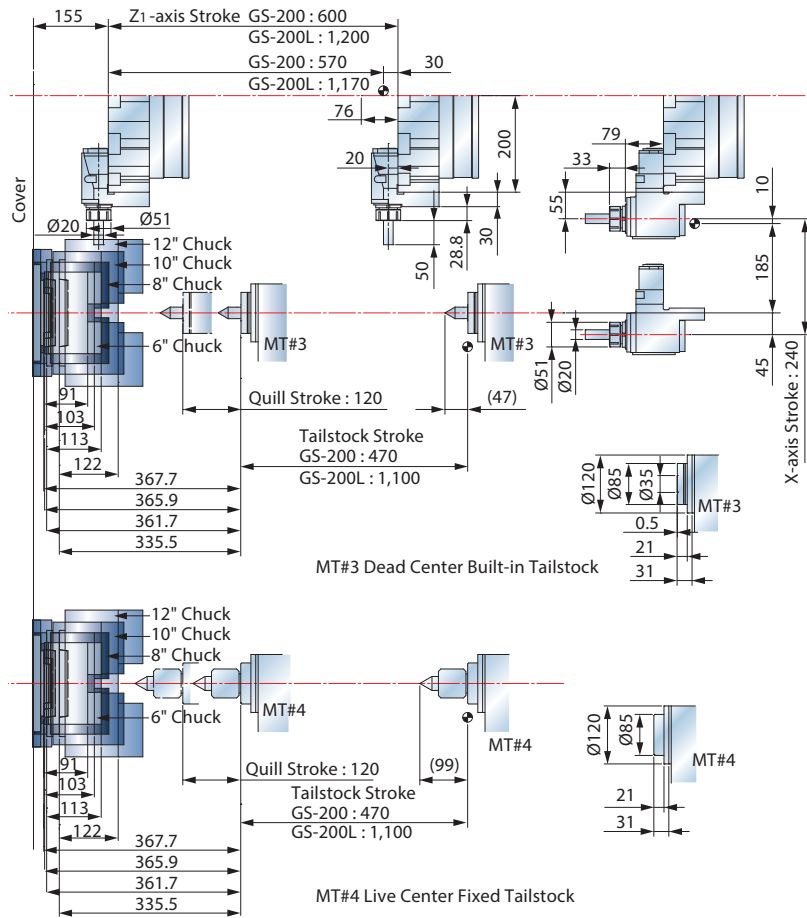 155
Z1-axis Stroke GS-200 : 600
GS-200L : 1,200
GS-200 : 570
GS-200L : 1,170
30
76
20
200
79
33
55
10
Cover
Ø20
Ø51
12" Chuck
10" Chuck
8" Chuck
6" Chuck
50
28.8
30
185
MT#3
MT#3
Ø51
Ø20
45
X-axis Stroke : 240
91
103
113
122
Quill Stroke : 120
(47)
Tailstock Stroke
GS-200 : 470
GS-200L : 1,100
367.7
365.9
361.7
335.5
Ø120
Ø85
Ø35
MT#3
0.5
21
31
MT#3 Dead Center Built-in Tailstock
12" Chuck
10" Chuck
8" Chuck
6" Chuck
MT#4
MT#4
91
103
113
122
Quill Stroke : 120
(99)
Tailstock Stroke
GS-200 : 470
GS-200L : 1,100
367.7
365.9
361.7
335.5
Ø120
Ø85
MT#4
21
31
MT#4 Live Center Fixed Tailstock